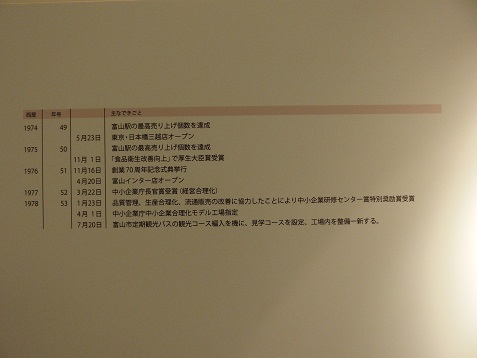 西暦 年号 主なできごと
1974 49 富山駅の最高売り上げ個数を達成
5月23日 東京・日本橋三越店オープン
1975 50 富山駅の最高売り上げ個数を達成
11月 1日 「食品衛生改善向上」で厚生大臣賞受賞
1976 51 11月16日 創業70周年記念式典挙行
4月20日 富山インター店オープン
1977 52 3月22日 中小企業庁長官賞受賞（経営合理化）
1978 53 1月23日 品質管理、生産合理化、流通販売の改善に協力したことにより中小企業研修センター賞特別奨励賞受賞
4月 1日 中小企業庁中小企業合理化モデル工場指定
7月20日 富山市定期観光バスの観光コース編入を機に、見学コースを設定、工場内を整備一新する。